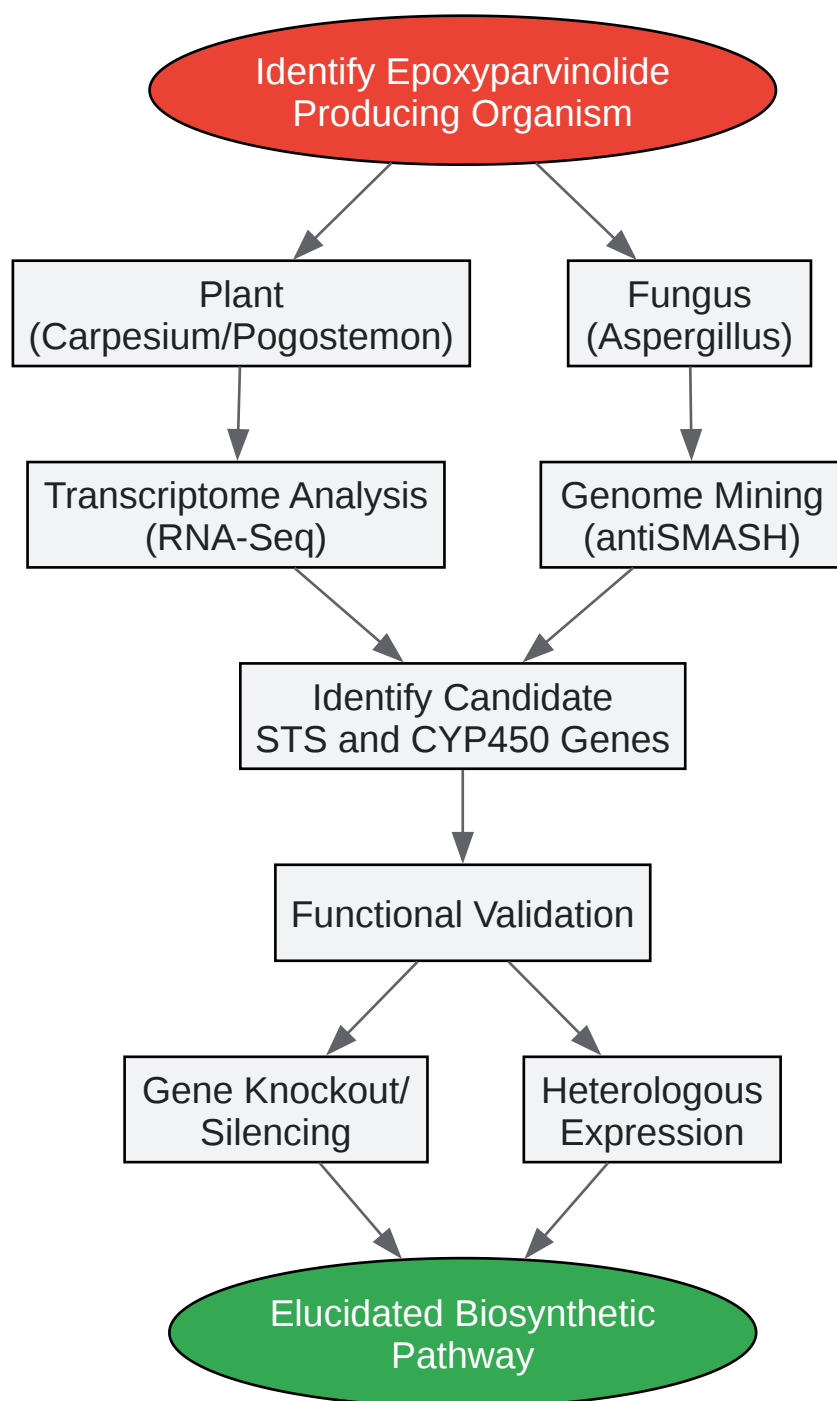 Identify Epoxyparvinolide
Producing Organism
Plant
(Carpesium/Pogostemon)
Fungus
(Aspergillus)
Transcriptome Analysis
(RNA-Seq)
Genome Mining
(antiSMASH)
Identify Candidate
STS and CYP450 Genes
Functional Validation
Gene Knockout/
Silencing
Heterologous
Expression
Elucidated Biosynthetic
Pathway